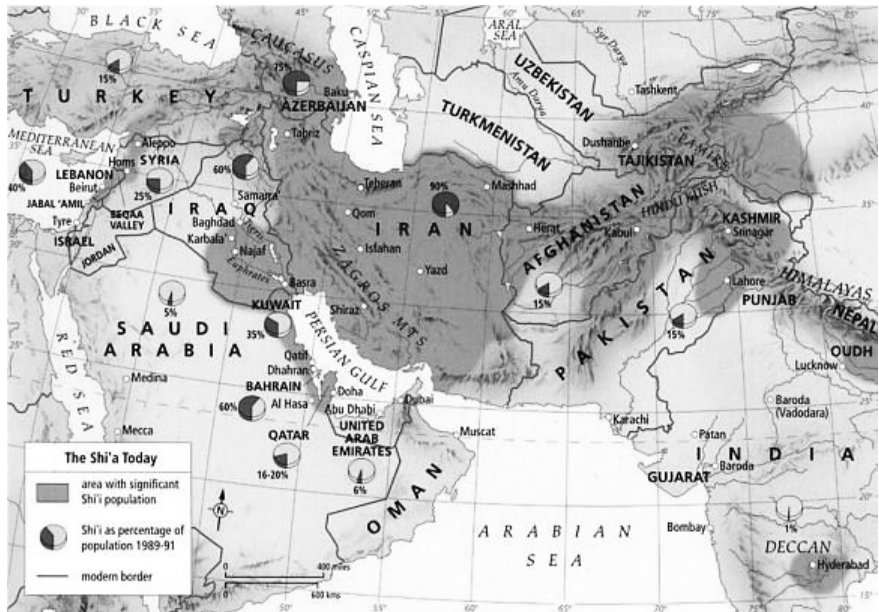 BLACK SEA
CAUCASUS
CASPIAN SEA
ARAL SEA
Syr Darya
UZBEKISTAN
Tashkent
Amu Darya
TURKMENISTAN
15%
75%
Baku
AZERBAIJAN
TURKEY
Tabriz
Dushanbe
TAJIKISTAN
PAMIRS
MEDITERRANEAN SEA
Aleppo
SYRIA
Homs
LEBANON
Beirut
40%
25%
60%
JABAL 'AMIL
Tyre
BEQAA VALLEY
ISRAEL
JORDAN
Samarra'
IRAQ
Baghdad
Karbala'
Najaf
Tigris
Euphrates
Basra
Teheran
Qom
90%
Mashhad
IRAN
Isfahan
Yazd
ZAGROS MTS
Shiraz
Herat
AFGHANISTAN
HINDU KUSH
Kabul
15%
KASHMIR
Srinagar
Lahore
PUNJAB
HIMALAYAS
NEPAL
OUDH
Lucknow
PAKISTAN
15%
5%
SAUDI ARABIA
KUWAIT
35%
PERSIAN GULF
Qatif
Dhahran
BAHRAIN
60%
Al Hasa
Doha
Abu Dhabi
Dubai
QATAR
16-20%
UNITED ARAB EMIRATES
6%
OMAN
Muscat
RED SEA
Medina
Mecca
Karachi
Baroda (Vadodara)
Patan
Baroda
INDIA
GUJARAT
Bombay
1%
DECCAN
Hyderabad
ARABIAN SEA
The Shi'a Today
area with significant
Shi'i population
Shi'i as percentage of
population 1989-91
modern border
N
0
400 miles
0
600 kms